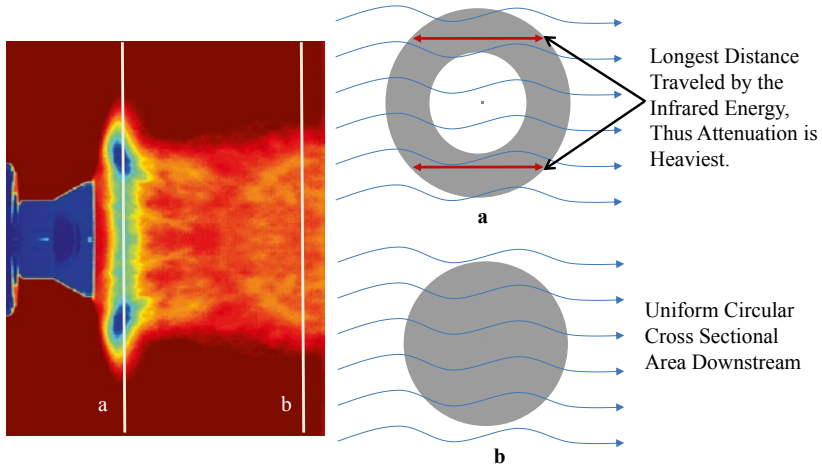 a
b
Longest Distance
Traveled by the
Infrared Energy,
Thus Attenuation is
Heaviest.
a
Uniform Circular
Cross Sectional
Area Downstream
b